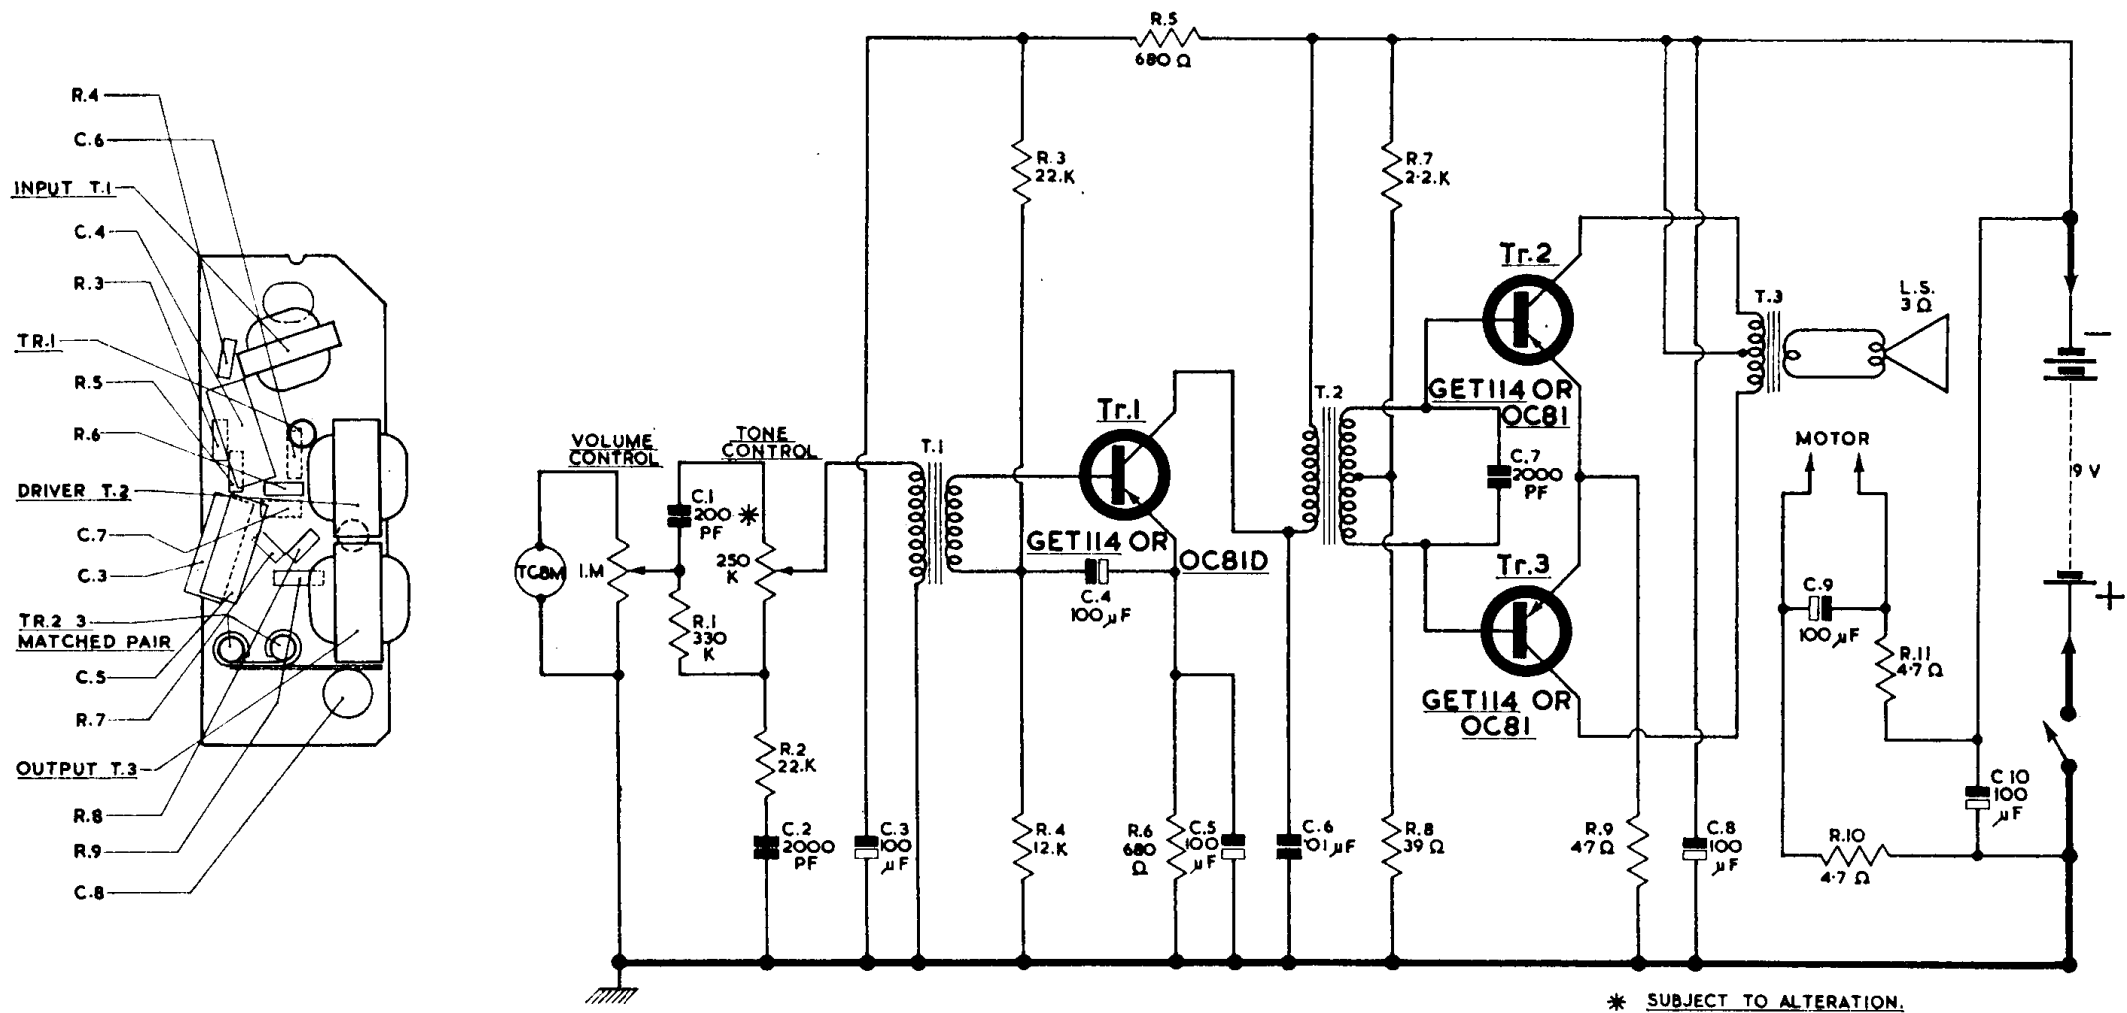 R.4
C.6
INPUT T.1
C.4
R.3
TR.1
R.5
R.6
DRIVER T.2
C.7
C.3
TR.2 3
MATCHED PAIR
C.5
R.7
OUTPUT T.3
R.8
R.9
C.8
VOLUME
CONTROL
TC8M
1.M
TONE
CONTROL
C.1
200
PF
*
250
K
R.1
330
K
R.2
22.K
C.2
2000
PF
C.3
100
µF
T.1
R.3
22.K
R.5
680 Ω
Tr.1
GET114 OR
OC81D
C.4
100 µF
R.4
12.K
R.6
680
Ω
C.5
100
µF
C.6
·01 µF
T.2
R.7
2·2.K
C.7
2000
PF
R.8
39 Ω
Tr.2
GET114 OR
OC81
Tr.3
GET114 OR
OC81
R.9
47 Ω
C.8
100
µF
T.3
L.S.
3 Ω
MOTOR
C.9
100 µF
R.11
4·7 Ω
R.10
4·7 Ω
C.10
100
µF
−
9 V
+
* SUBJECT TO ALTERATION.